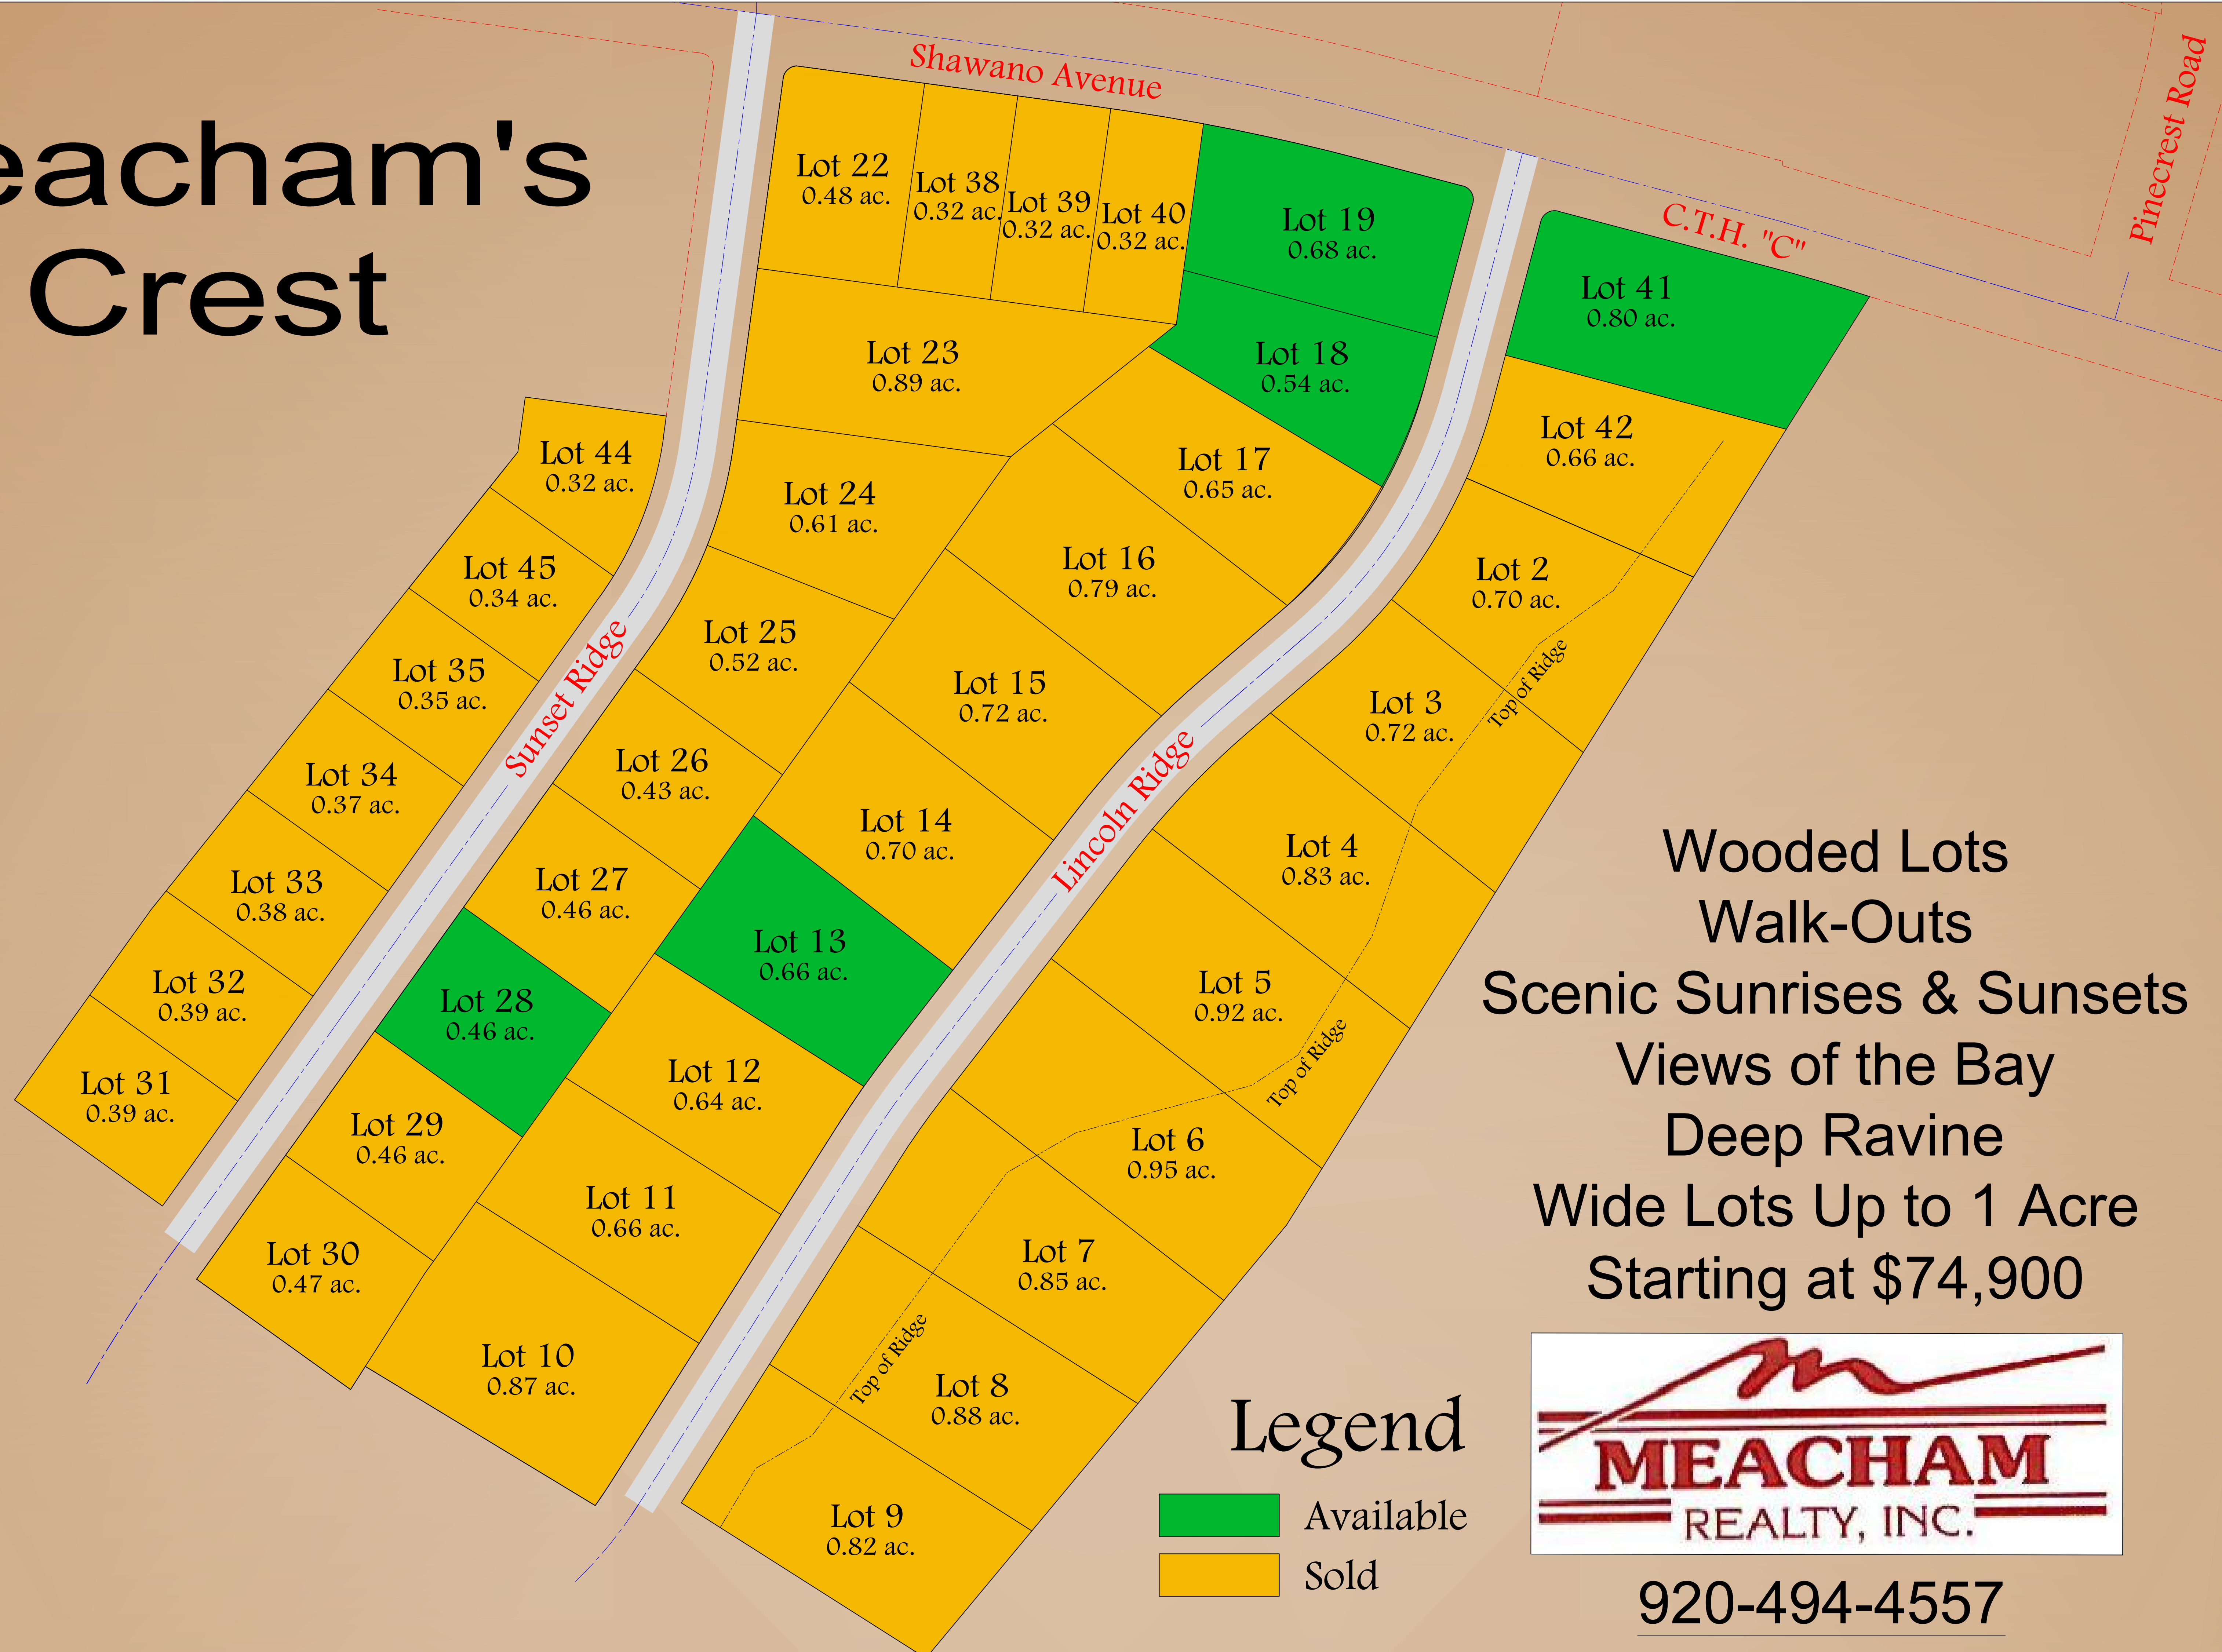 eacham's
Crest
Shawano Avenue
Pinecrest Road
C.T.H. "C"
Lot 22
0.48 ac.
Lot 38
0.32 ac.
Lot 39
0.32 ac.
Lot 40
0.32 ac.
Lot 19
0.68 ac.
Lot 41
0.80 ac.
Lot 23
0.89 ac.
Lot 18
0.54 ac.
Lot 42
0.66 ac.
Lot 44
0.32 ac.
Lot 24
0.61 ac.
Lot 17
0.65 ac.
Lot 45
0.34 ac.
Lot 16
0.79 ac.
Lot 2
0.70 ac.
Lot 35
0.35 ac.
Sunset Ridge
Lot 25
0.52 ac.
Lot 15
0.72 ac.
Lot 3
0.72 ac.
Top of Ridge
Lot 34
0.37 ac.
Lot 26
0.43 ac.
Lot 14
0.70 ac.
Lincoln Ridge
Lot 4
0.83 ac.
Lot 33
0.38 ac.
Lot 27
0.46 ac.
Lot 13
0.66 ac.
Lot 5
0.92 ac.
Top of Ridge
Lot 32
0.39 ac.
Lot 28
0.46 ac.
Lot 12
0.64 ac.
Lot 6
0.95 ac.
Lot 31
0.39 ac.
Lot 29
0.46 ac.
Lot 11
0.66 ac.
Lot 7
0.85 ac.
Lot 30
0.47 ac.
Lot 10
0.87 ac.
Top of Ridge
Lot 8
0.88 ac.
Lot 9
0.82 ac.
Wooded Lots
Walk-Outs
Scenic Sunrises & Sunsets
Views of the Bay
Deep Ravine
Wide Lots Up to 1 Acre
Starting at $74,900
Legend
Available
Sold
MEACHAM
REALTY, INC.
920-494-4557